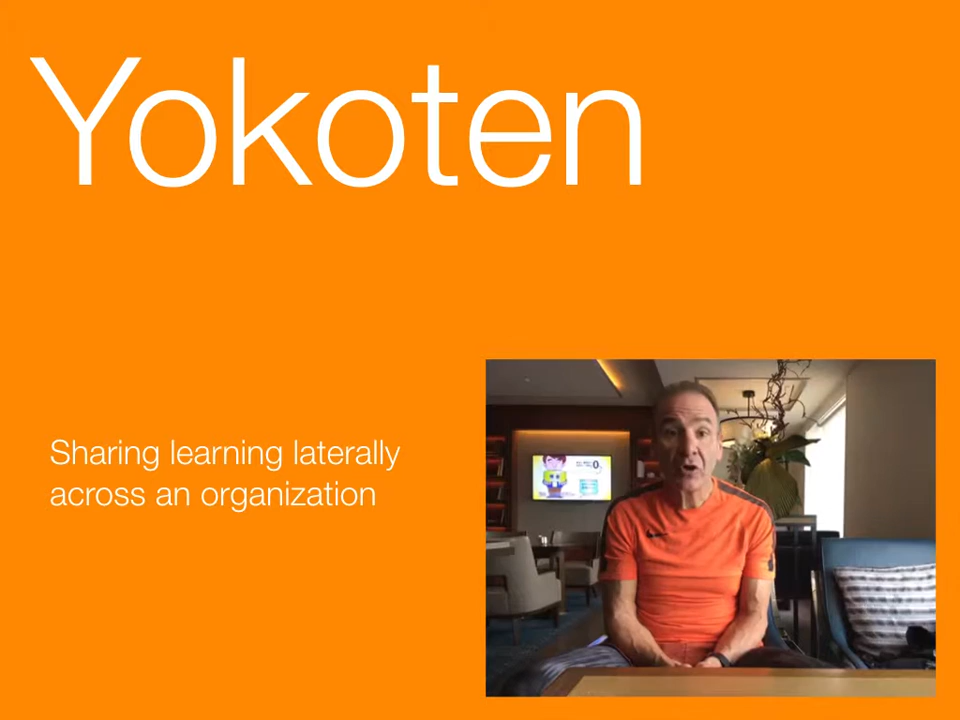 Yokoten
Sharing learning laterally
across an organization